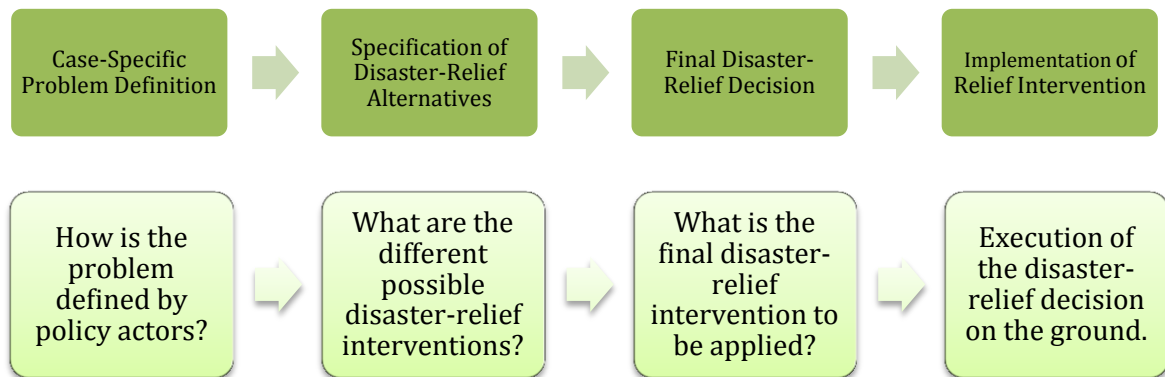 Case-Specific
Problem Definition
Specification of
Disaster-Relief
Alternatives
Final Disaster-
Relief Decision
Implementation of
Relief Intervention
How is the
problem
defined by
policy actors?
What are the
different
possible
disaster-relief
interventions?
What is the
final disaster-
relief
intervention to
be applied?
Execution of
the disaster-
relief decision
on the ground.